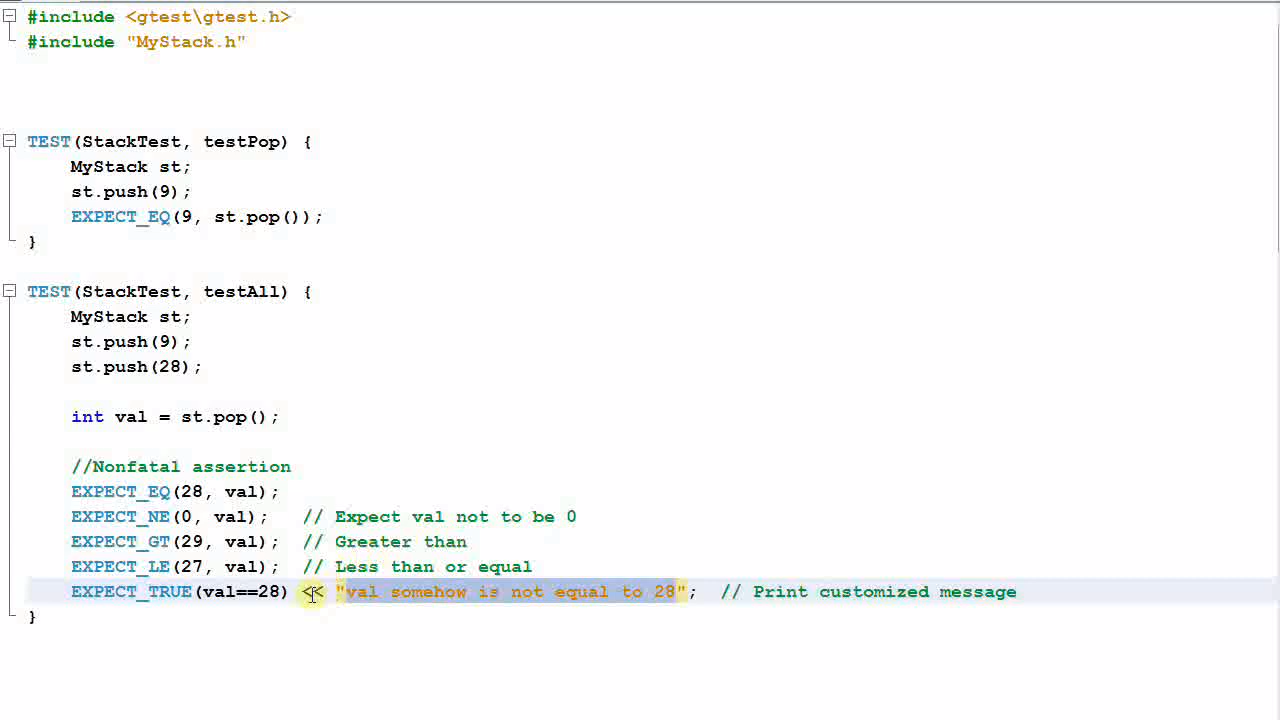 #include <gtest\gtest.h>
#include "MyStack.h"
TEST(StackTest, testPop) {
    MyStack st;
    st.push(9);
    EXPECT_EQ(9, st.pop());
}
TEST(StackTest, testAll) {
    MyStack st;
    st.push(9);
    st.push(28);
    int val = st.pop();
    //Nonfatal assertion
    EXPECT_EQ(28, val);
    EXPECT_NE(0, val);   // Expect val not to be 0
    EXPECT_GT(29, val);  // Greater than
    EXPECT_LE(27, val);  // Less than or equal
    EXPECT_TRUE(val==28) << "val somehow is not equal to 28";  // Print customized message
}